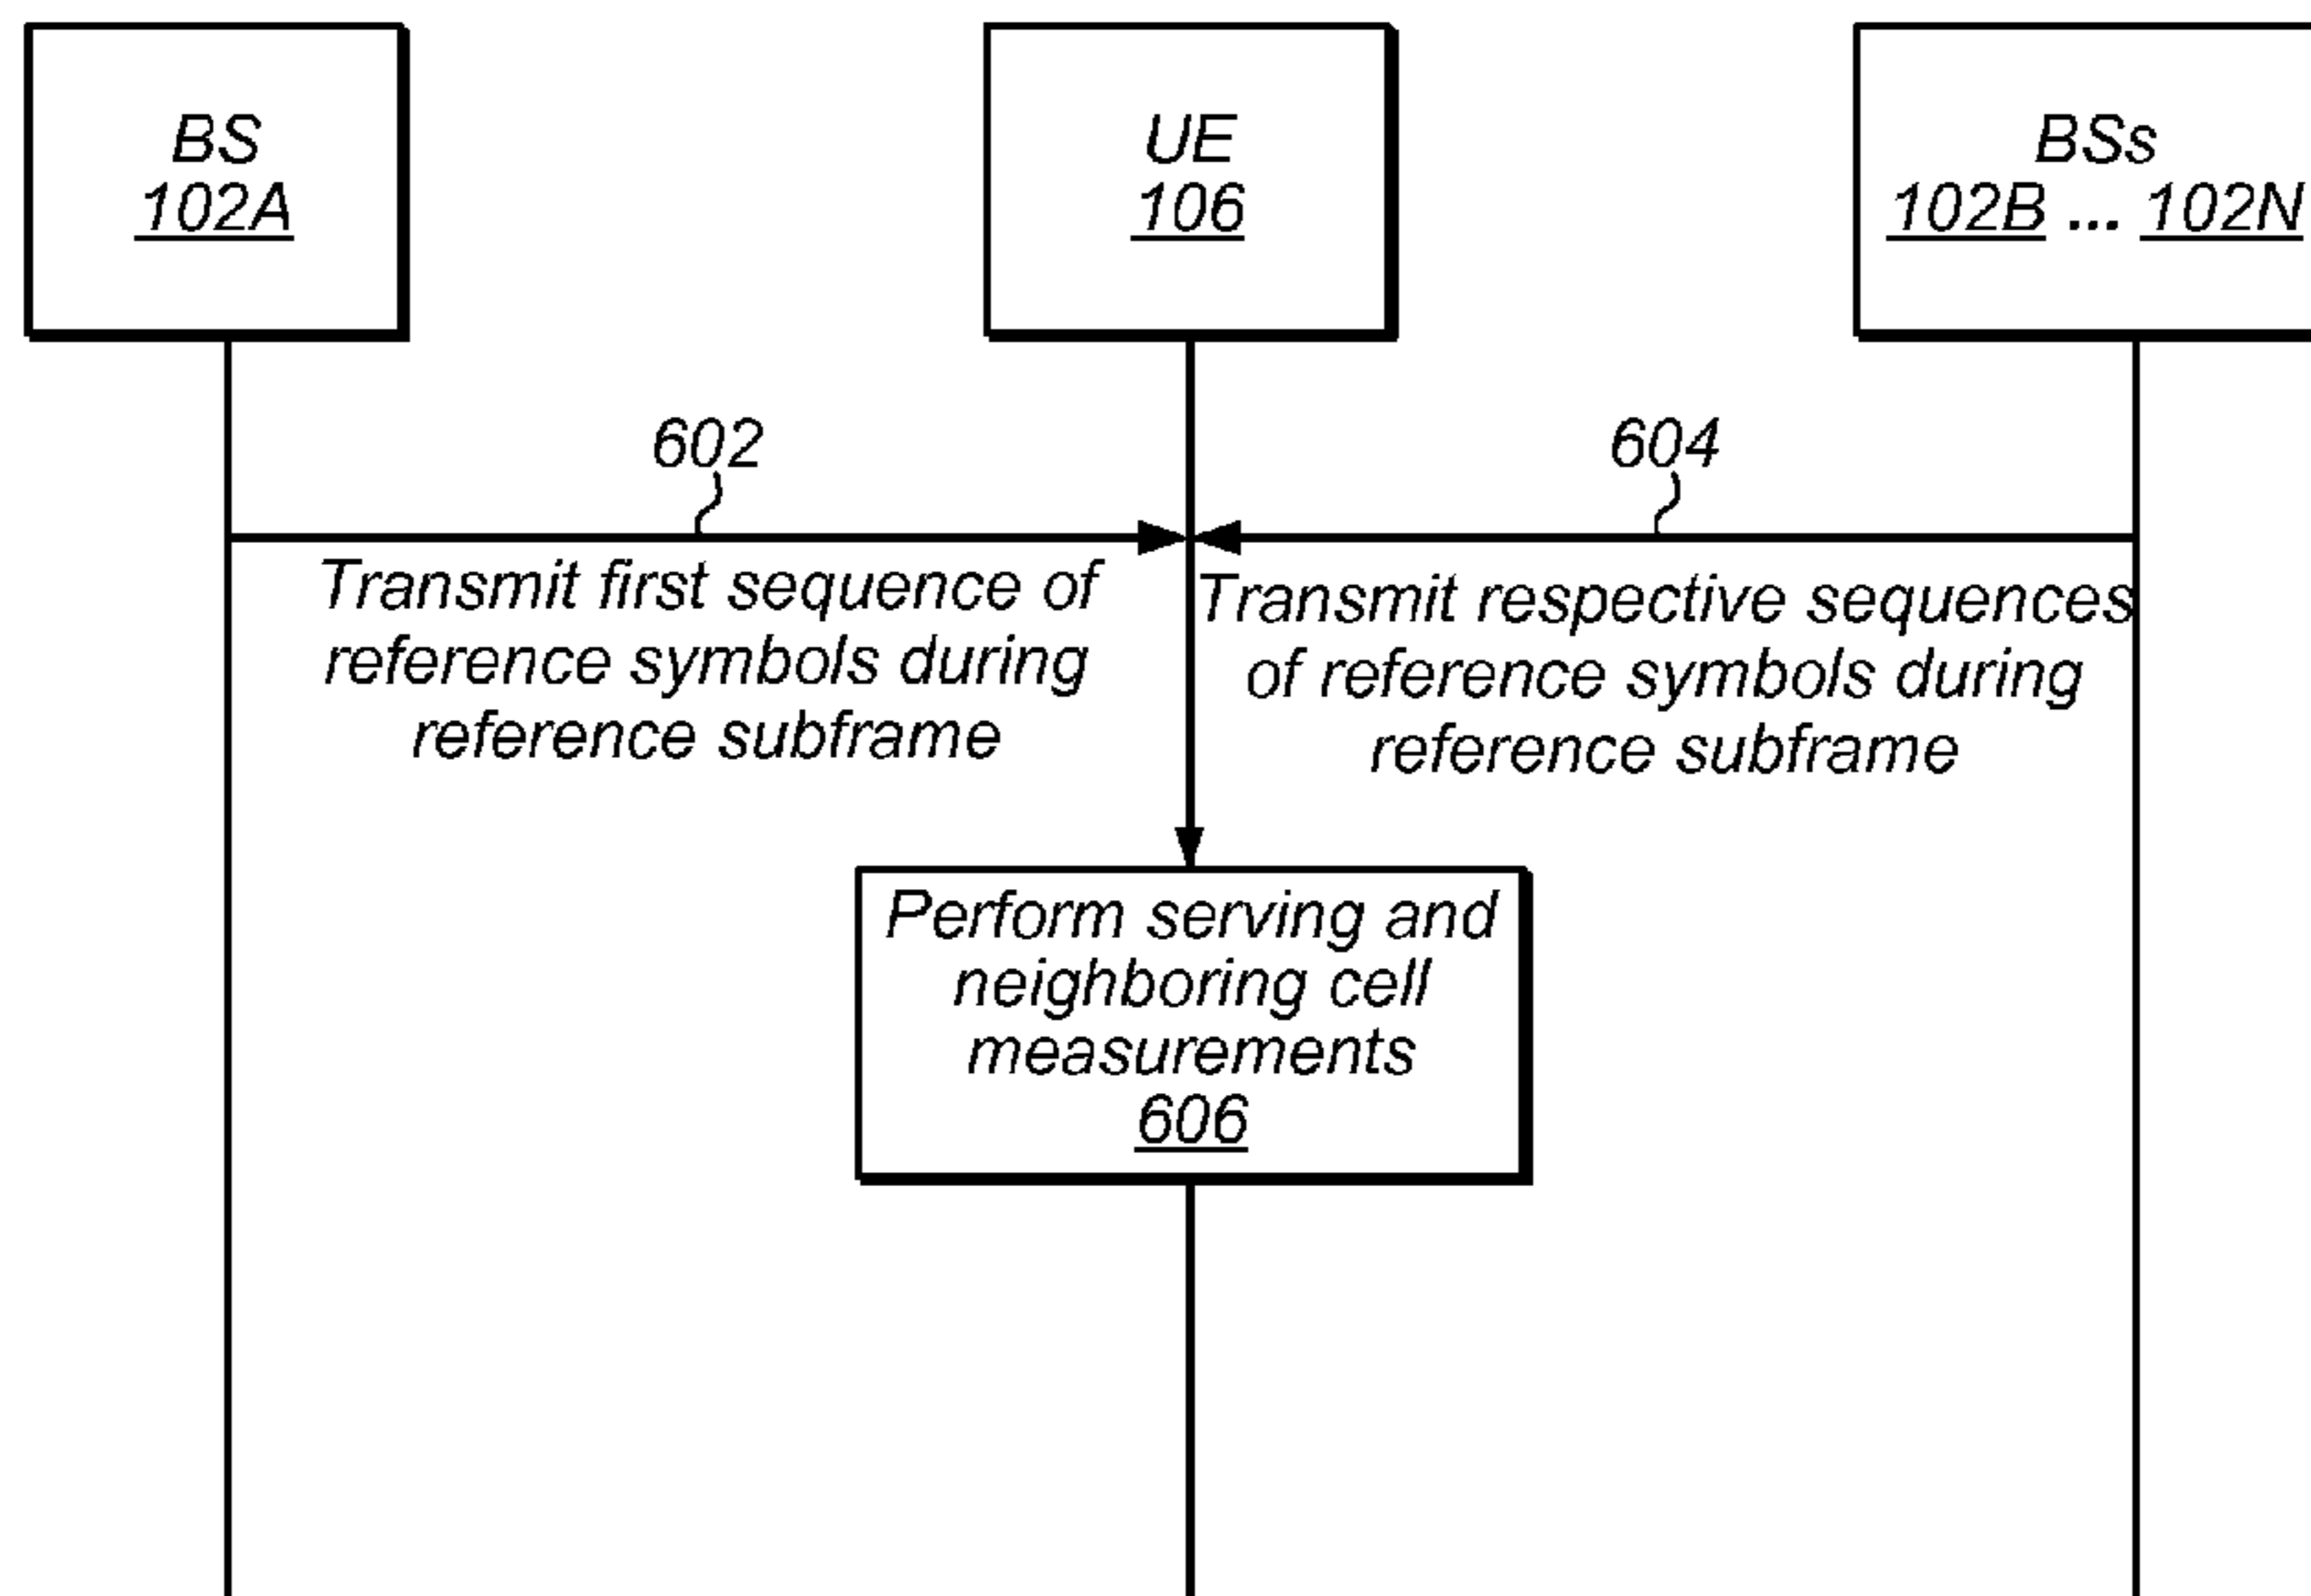 BS
102A
UE
106
BSs
102B ... 102N
602
604
Transmit first sequence of
reference symbols during
reference subframe
Transmit respective sequences
of reference symbols during
reference subframe
Perform serving and
neighboring cell
measurements
606